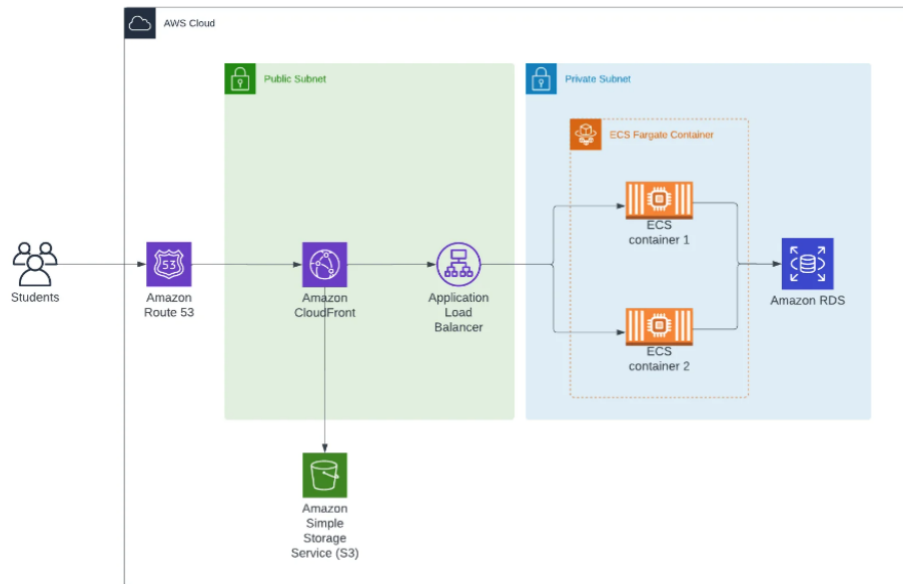 AWS Cloud
Public Subnet
Private Subnet
ECS Fargate Container
ECS
container 1
53
Students
Amazon
Route 53
Amazon
CloudFront
Application
Load
Balancer
Amazon RDS
ECS
container 2
Amazon
Simple
Storage
Service (S3)